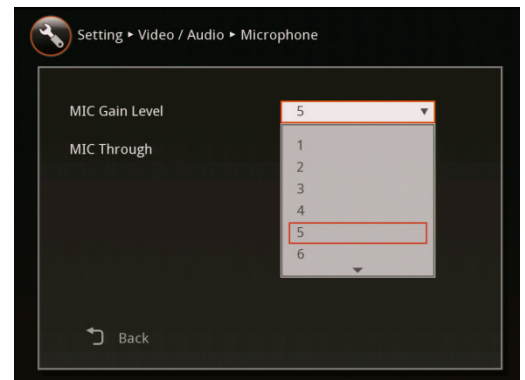 Setting ▸ Video / Audio ▸ Microphone
MIC Gain Level 5
MIC Through
1
2
3
4
5
6
Back